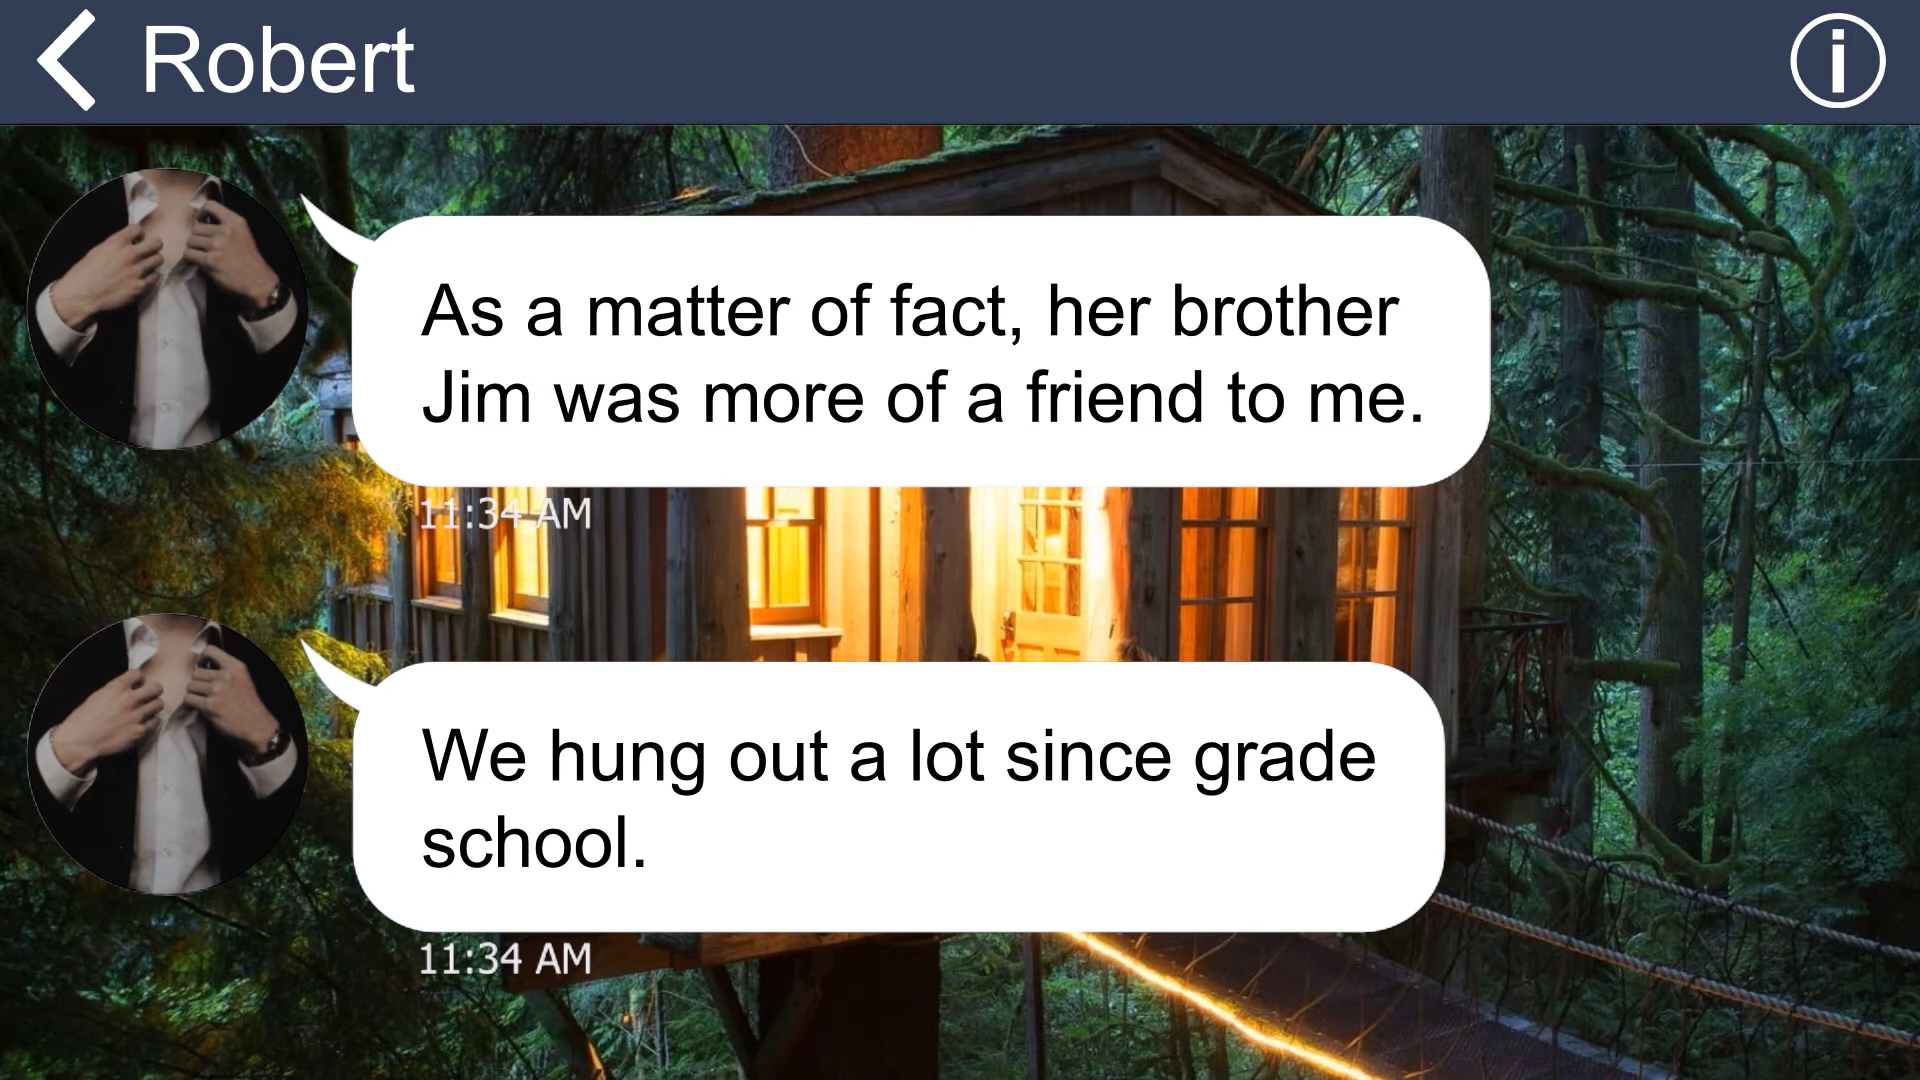 Robert
As a matter of fact, her brother
Jim was more of a friend to me.
11:34 AM
We hung out a lot since grade
school.
11:34 AM